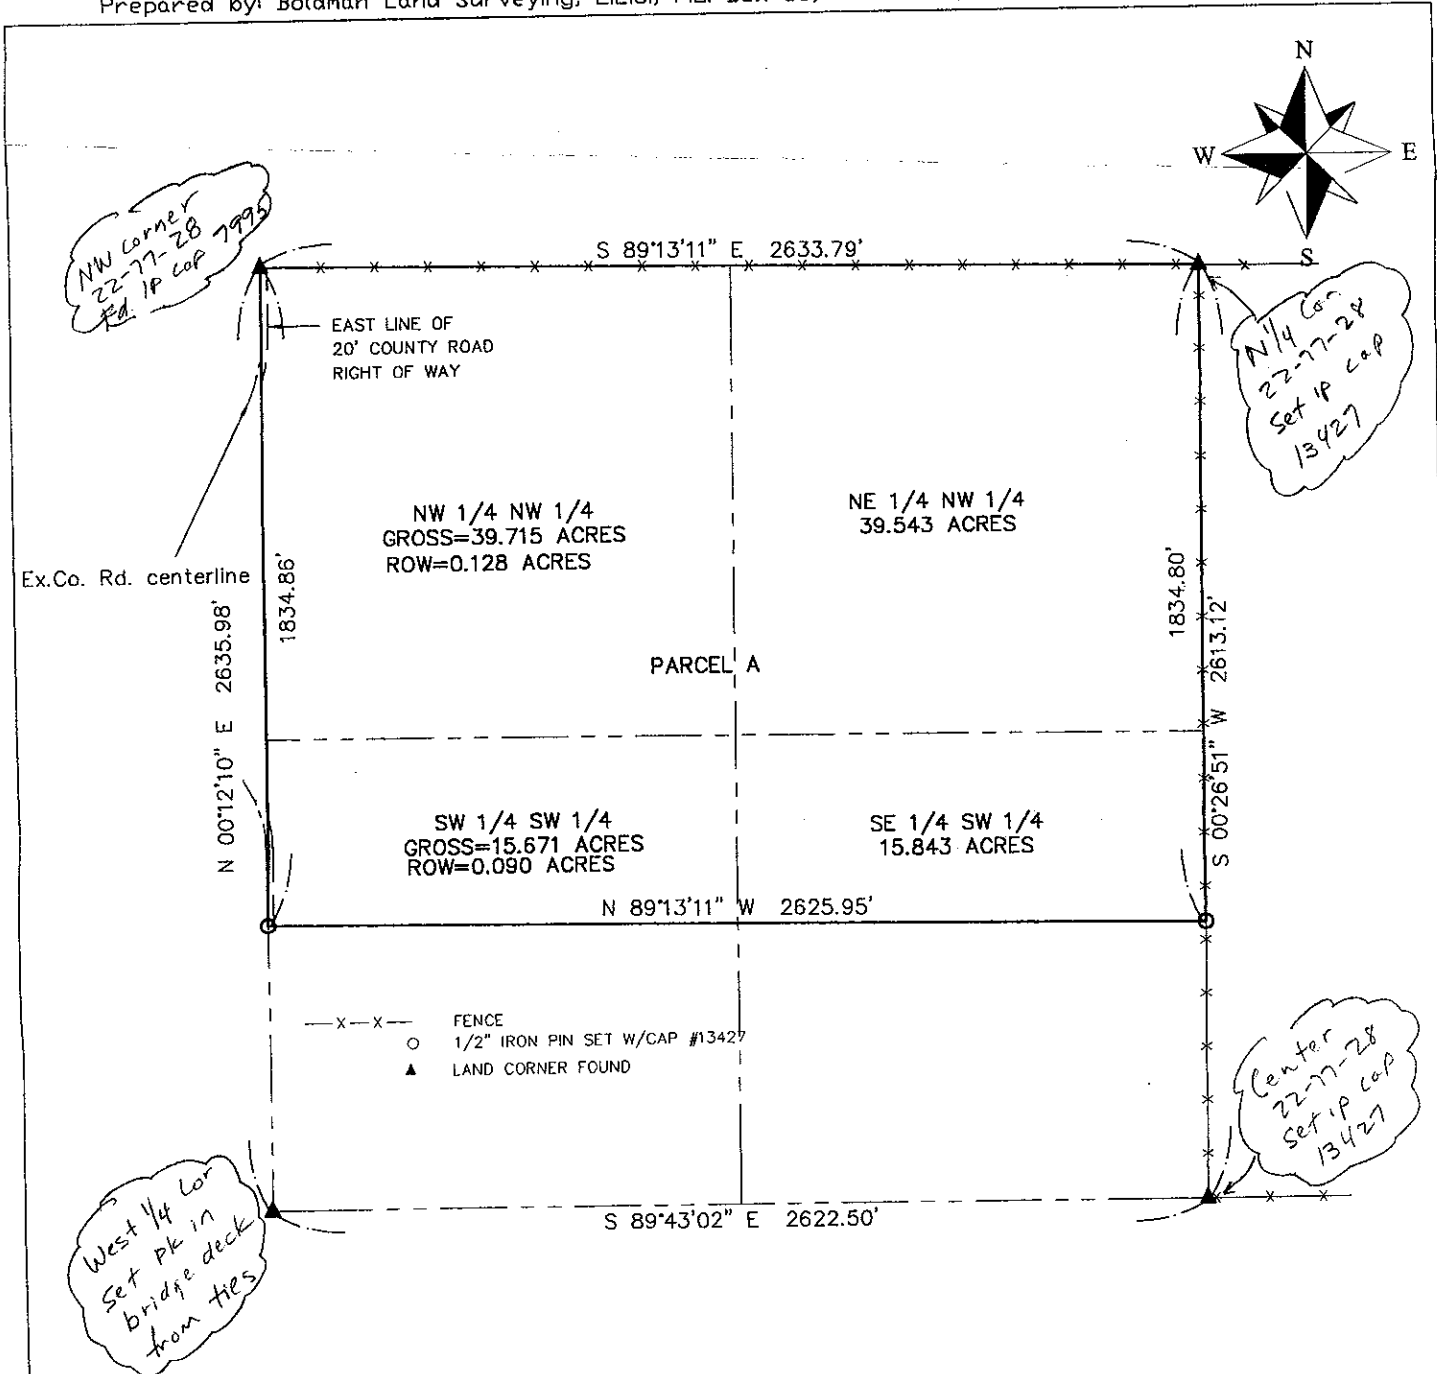 Prepared by: Boldman Land Surveying,
N
W
E
S
NW Corner
22-77-28
Fd. IP Cap 7995
S 89°13'11" E 2633.79'
N 1/4 Cor.
22-77-28
Set IP cap
13427
EAST LINE OF
20' COUNTY ROAD
RIGHT OF WAY
NW 1/4 NW 1/4
GROSS=39.715 ACRES
ROW=0.128 ACRES
NE 1/4 NW 1/4
39.543 ACRES
Ex.Co. Rd. centerline
1834.86'
N 00°12'10" E 2635.98'
1834.80'
S 00°26'51" W 2613.12'
PARCEL A
SW 1/4 SW 1/4
GROSS=15.671 ACRES
ROW=0.090 ACRES
SE 1/4 SW 1/4
15.843 ACRES
N 89°13'11" W 2625.95'
—X—X— FENCE
1/2" IRON PIN SET W/CAP #13427
LAND CORNER FOUND
Center
22-77-28
Set IP cap
13427
West 1/4 Cor
Set pk in
bridge deck
from ties
S 89°43'02" E 2622.50'